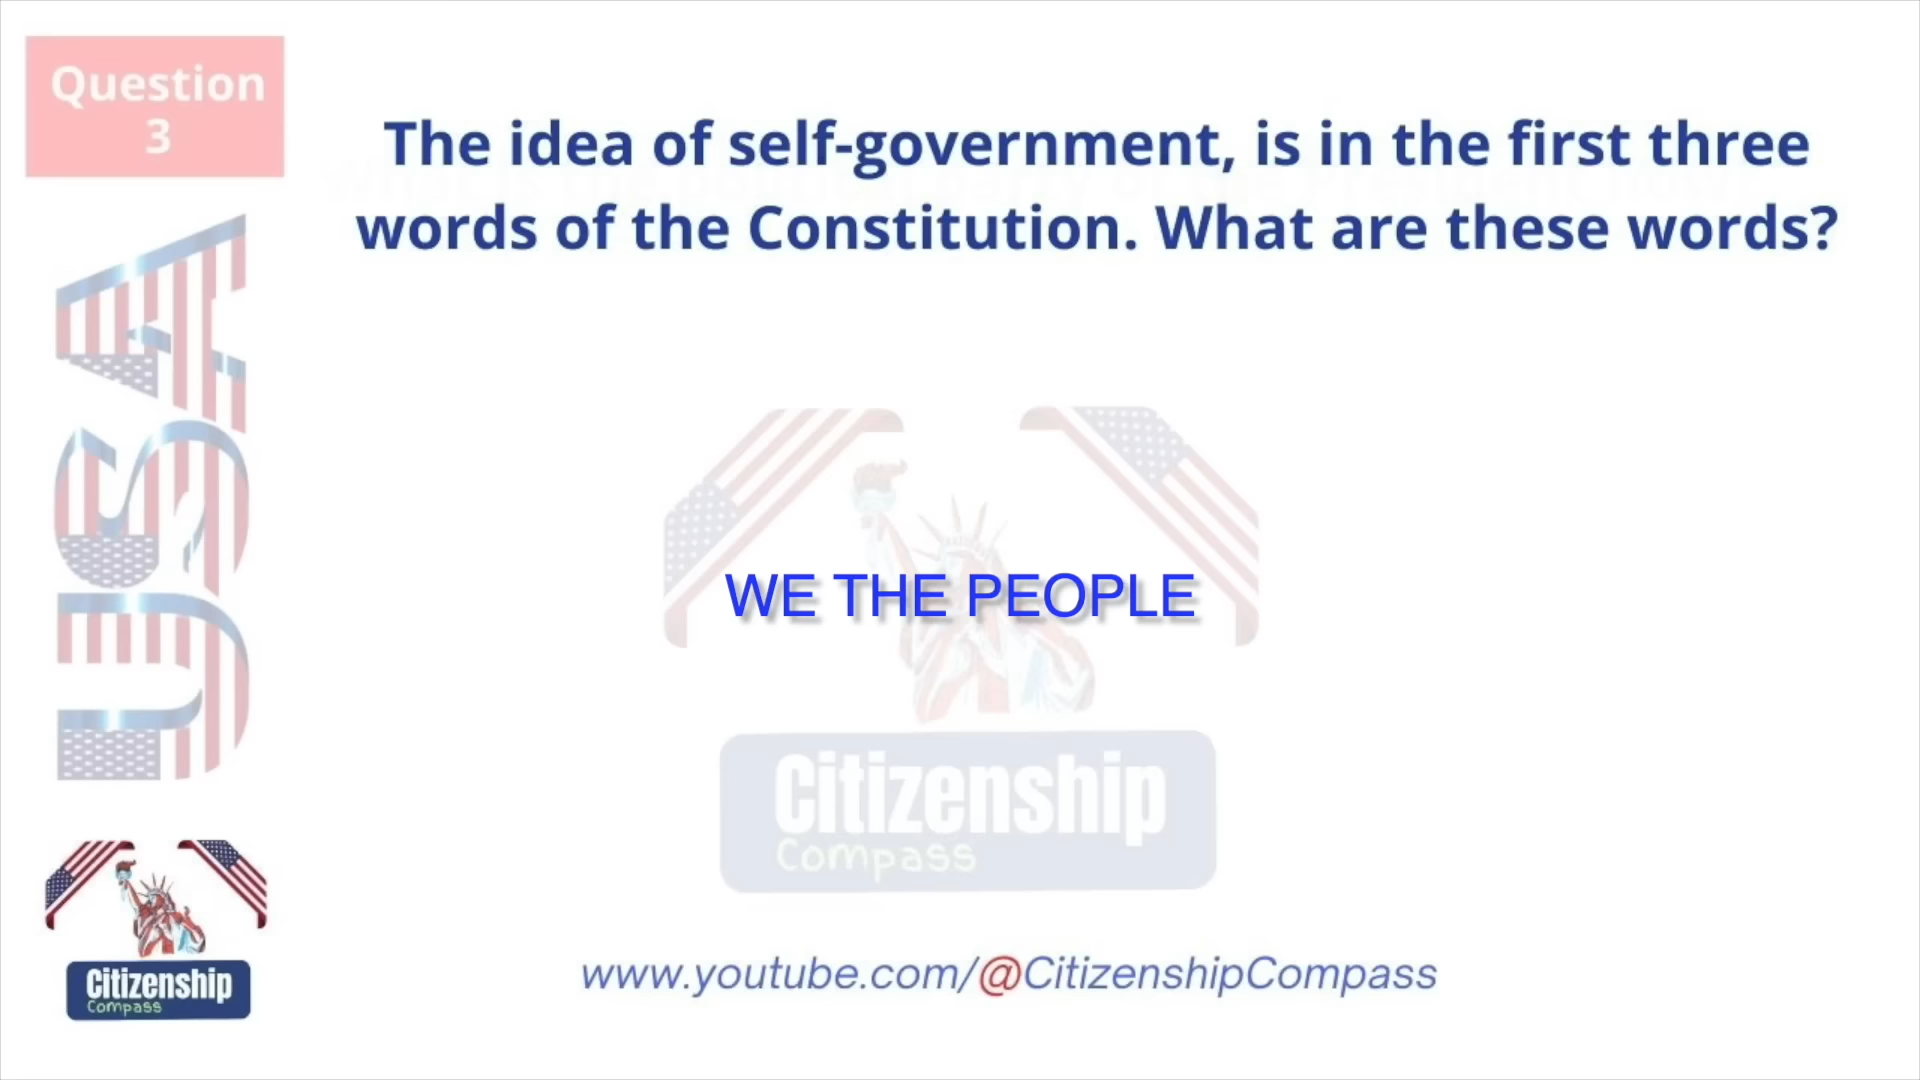 Question
3
The idea of self-government, is in the first three
words of the Constitution. What are these words?
USA
WE THE PEOPLE
Citizenship
Compass
Citizenship
Compass
www.youtube.com/@CitizenshipCompass